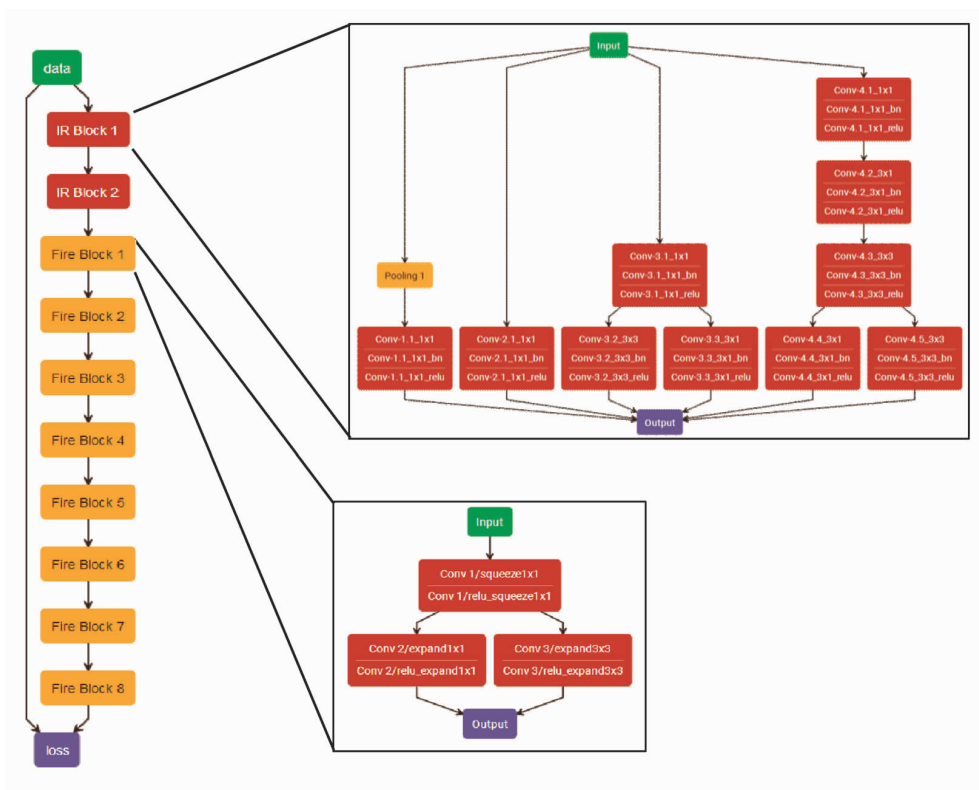 data
IR Block 1
IR Block 2
Fire Block 1
Fire Block 2
Fire Block 3
Fire Block 4
Fire Block 5
Fire Block 6
Fire Block 7
Fire Block 8
loss
Input
Conv-4.1_1x1
Conv-4.1_1x1_bn
Conv-4.1_1x1_relu
Conv-4.2_3x1
Conv-4.2_3x1_bn
Conv-4.2_3x1_relu
Pooling 1
Conv-3.1_1x1
Conv-3.1_1x1_bn
Conv-3.1_1x1_relu
Conv-4.3_3x3
Conv-4.3_3x3_bn
Conv-4.3_3x3_relu
Conv-1.1_1x1
Conv-1.1_1x1_bn
Conv-1.1_1x1_relu
Conv-2.1_1x1
Conv-2.1_1x1_bn
Conv-2.1_1x1_relu
Conv-3.2_3x3
Conv-3.2_3x3_bn
Conv-3.2_3x3_relu
Conv-3.3_3x1
Conv-3.3_3x1_bn
Conv-3.3_3x1_relu
Conv-4.4_3x1
Conv-4.4_3x1_bn
Conv-4.4_3x1_relu
Conv-4.5_3x3
Conv-4.5_3x3_bn
Conv-4.5_3x3_relu
Output
Input
Conv 1/squeeze1x1
Conv 1/relu_squeeze1x1
Conv 2/expand1x1
Conv 2/relu_expand1x1
Conv 3/expand3x3
Conv 3/relu_expand3x3
Output